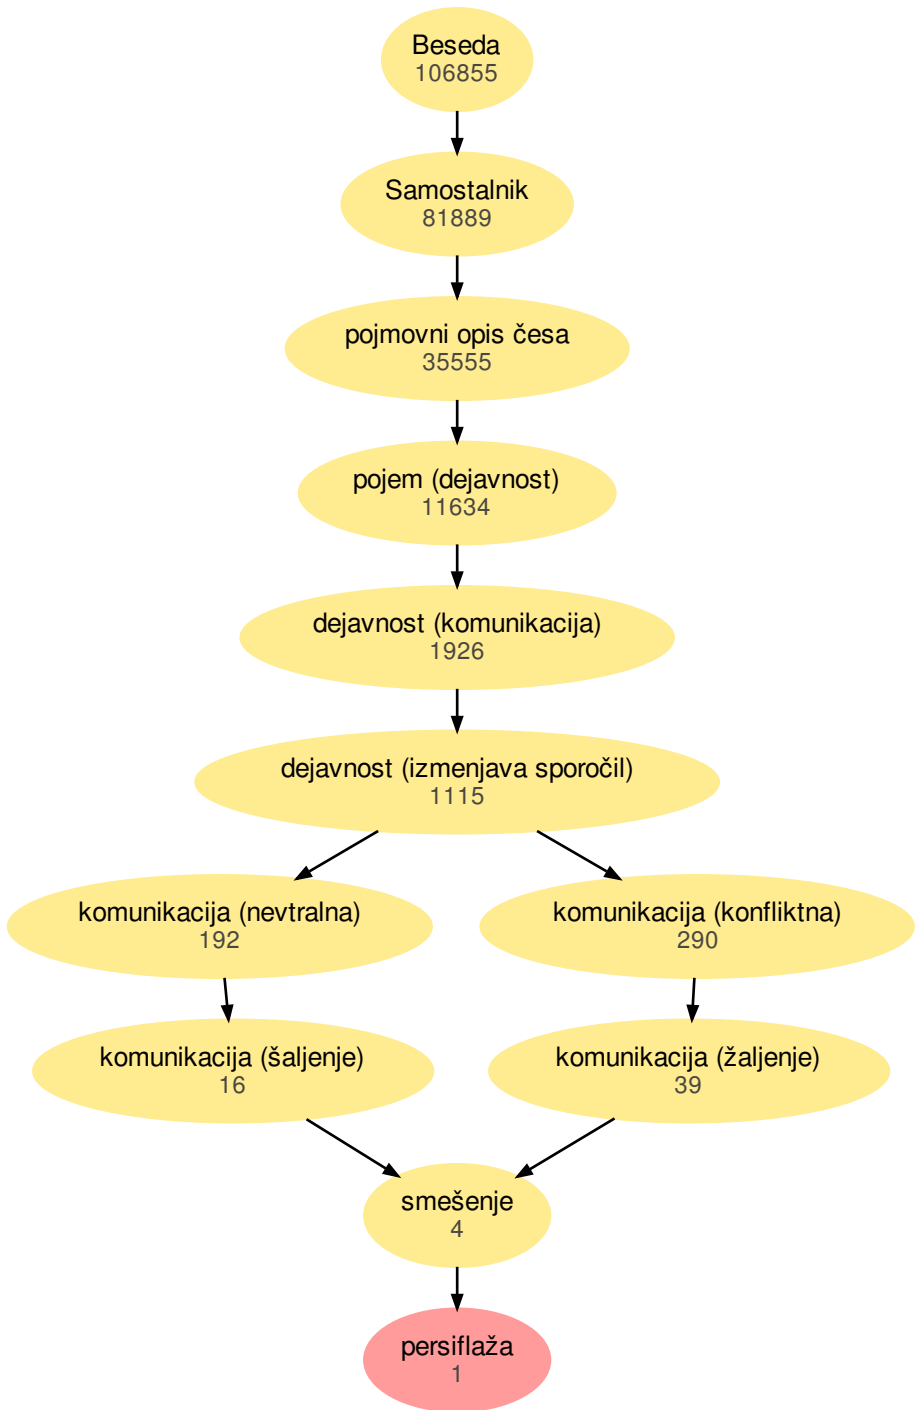 Beseda
106855
Samostalnik
81889
pojmovni opis česa
35555
pojem (dejavnost)
11634
dejavnost (komunikacija)
1926
dejavnost (izmenjava sporočil)
1115
komunikacija (nevtralna)
192
komunikacija (konfliktna)
290
komunikacija (šaljenje)
16
komunikacija (žaljenje)
39
smešenje
4
persiflaža
1